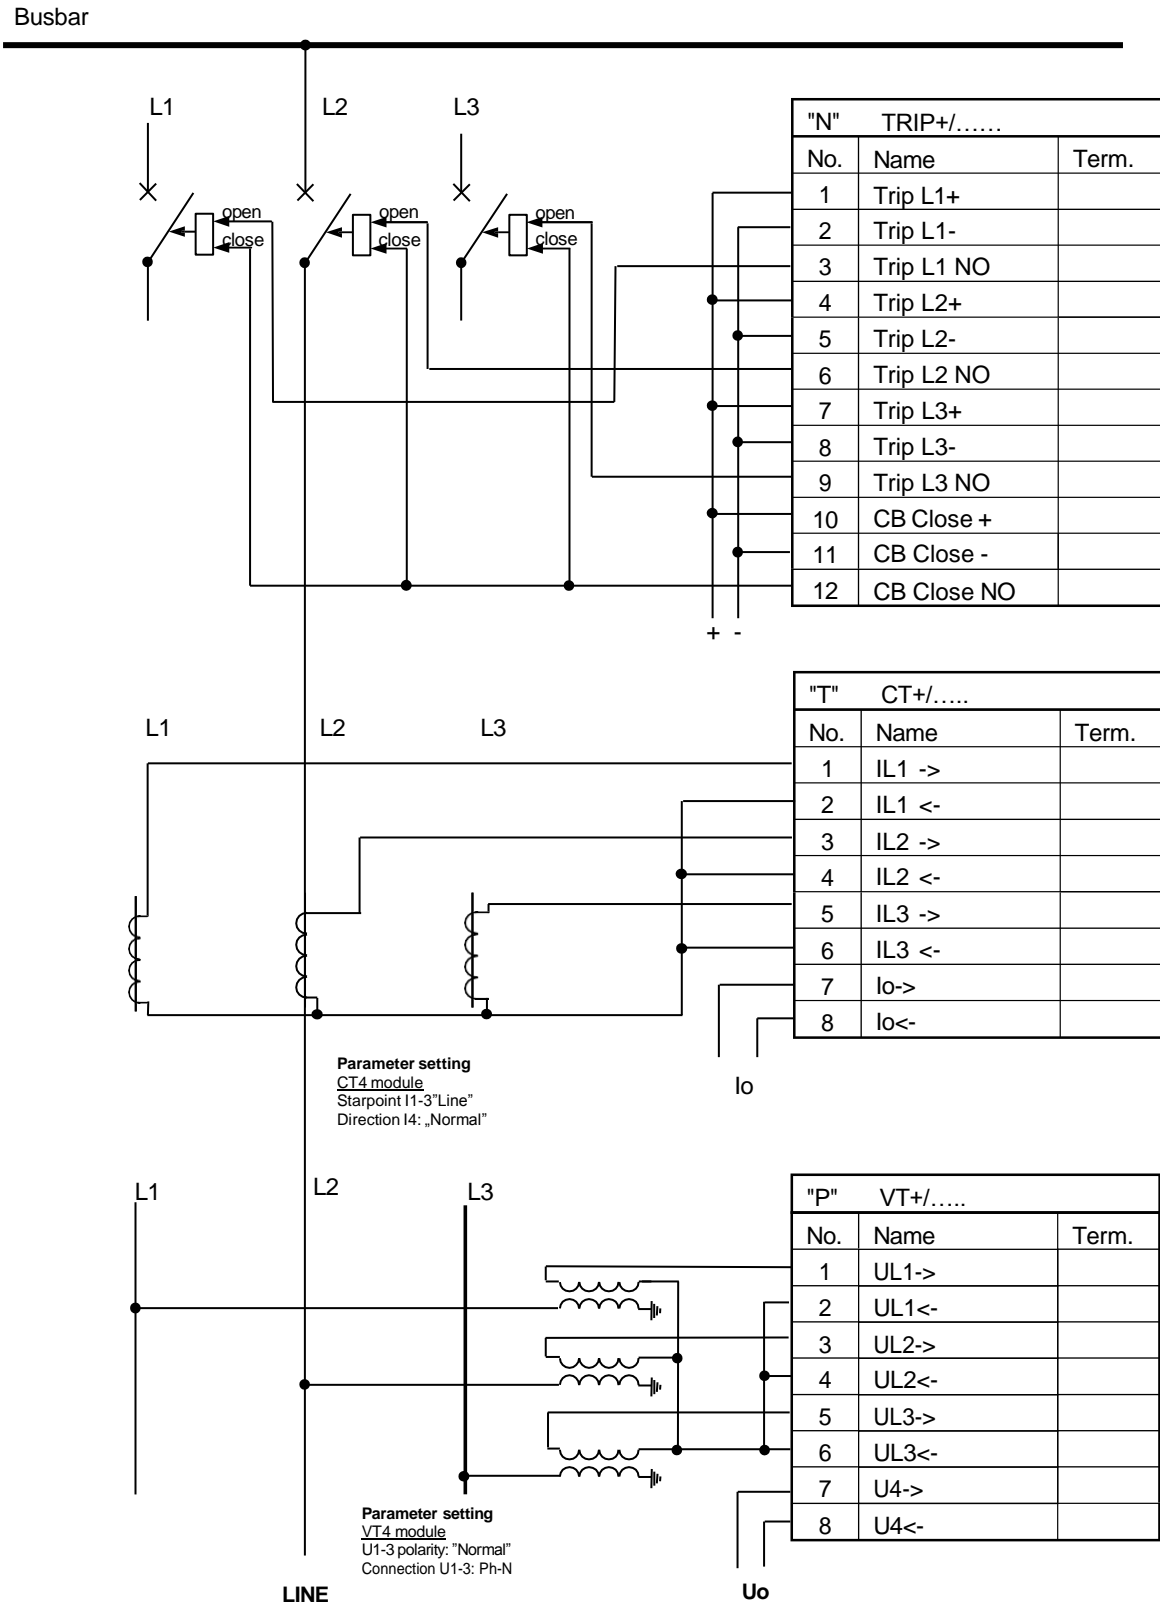 Busbar
L1 L2 L3
open open open
close close close
"N" TRIP+/……
No. Name Term.
1 Trip L1+
2 Trip L1-
3 Trip L1 NO
4 Trip L2+
5 Trip L2-
6 Trip L2 NO
7 Trip L3+
8 Trip L3-
9 Trip L3 NO
10 CB Close +
11 CB Close -
12 CB Close NO
+ -
L1 L2 L3
"T" CT+/…..
No. Name Term.
1 IL1 ->
2 IL1 <-
3 IL2 ->
4 IL2 <-
5 IL3 ->
6 IL3 <-
7 Io->
8 Io<-
Io
Parameter setting
CT4 module
Starpoint I1-3"Line"
Direction I4: „Normal"
L1 L2 L3
"P" VT+/…..
No. Name Term.
1 UL1->
2 UL1<-
3 UL2->
4 UL2<-
5 UL3->
6 UL3<-
7 U4->
8 U4<-
Parameter setting
VT4 module
U1-3 polarity: "Normal"
Connection U1-3: Ph-N
LINE
Uo